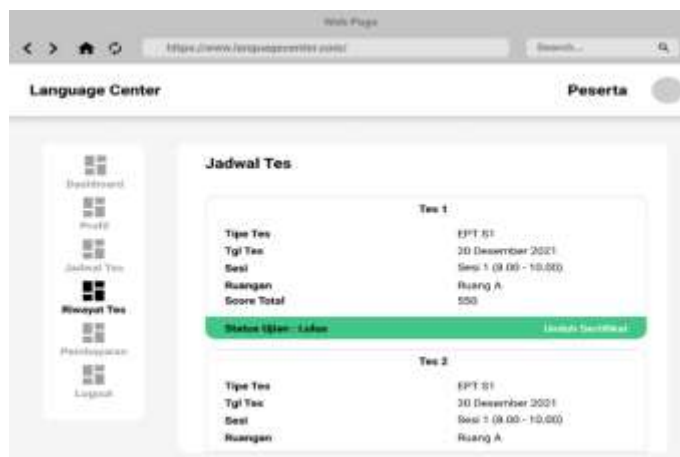 Web Page
https://www.languagecenter.com/
Search...
Language Center
Peserta
Dashboard
Profil
Jadwal Tes
Riwayat Tes
Pembayaran
Logout
Jadwal Tes
Tes 1
Tipe Tes EPT S1
Tgl Tes 20 Desember 2021
Sesi Sesi 1 (9.00 - 10.00)
Ruangan Ruang A
Score Total 550
Status Ujian : Lulus Unduh Sertifikat
Tes 2
Tipe Tes EPT S1
Tgl Tes 20 Desember 2021
Sesi Sesi 1 (9.00 - 10.00)
Ruangan Ruang A